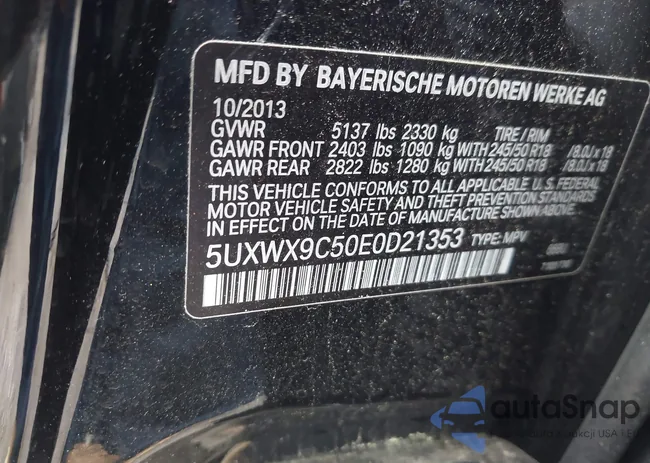 MFD BY BAYERISCHE MOTOREN WERKE AG
10/2013
GVWR 5137 lbs 2330 kg TIRE / RIM
GAWR FRONT 2403 lbs 1090 kg WITH 245/50 R18 /8.0J x 18
GAWR REAR 2822 lbs 1280 kg WITH 245/50 R18 /8.0J x 18
THIS VEHICLE CONFORMS TO ALL APPLICABLE U.S. FEDERAL
MOTOR VEHICLE SAFETY AND THEFT PREVENTION STANDARDS
IN EFFECT ON THE DATE OF MANUFACTURE SHOWN ABOVE.
5UXWX9C50E0D21353 TYPE: MPV
autoSnap
aukcji USA i EU